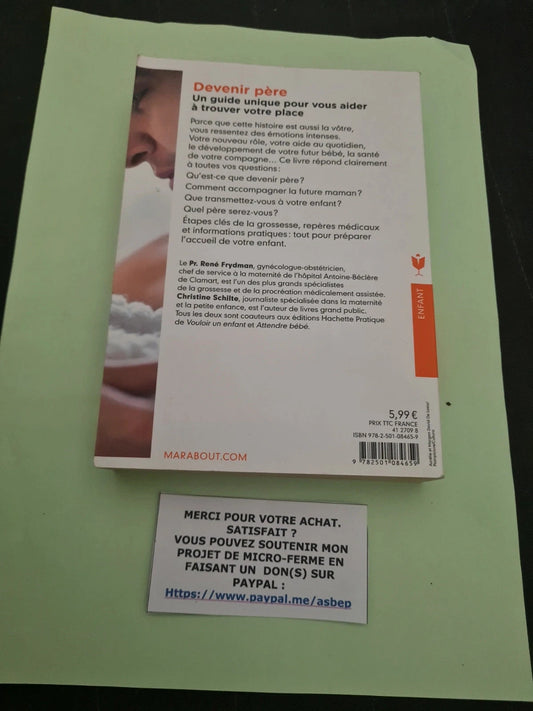 Devenir père
Un guide unique pour vous aider
à trouver votre place
Parce que cette histoire est aussi la vôtre,
vous ressentez des émotions intenses.
Votre nouveau rôle, votre aide au quotidien,
le développement de votre futur bébé, la santé
de votre compagne... Ce livre répond clairement
à toutes vos questions :
Qu'est-ce que devenir père ?
Comment accompagner la future maman ?
Que transmettez-vous à votre enfant ?
Quel père serez-vous ?
Étapes clés de la grossesse, repères médicaux
et informations pratiques : tout pour préparer
l'accueil de votre enfant.
Le Pr. René Frydman, gynécologue-obstétricien,
chef de service à la maternité de l'hôpital Antoine-Béclère
de Clamart, est l'un des plus grands spécialistes
de la grossesse et de la procréation médicalement assistée.
Christine Schilte, journaliste spécialisée dans la maternité
et la petite enfance, est l'auteur de livres grand public.
Tous les deux sont coauteurs aux éditions Hachette Pratique
de Vouloir un enfant et Attendre bébé.
ENFANT
5,99 €
PRIX TTC FRANCE
41 2709 8
ISBN 978-2-501-08465-9
9 782501 084659
MARABOUT.COM
MERCI POUR VOTRE ACHAT.
SATISFAIT ?
VOUS POUVEZ SOUTENIR MON
PROJET DE MICRO-FERME EN
FAISANT UN DON(S) SUR
PAYPAL :
Https://www.paypal.me/asbep